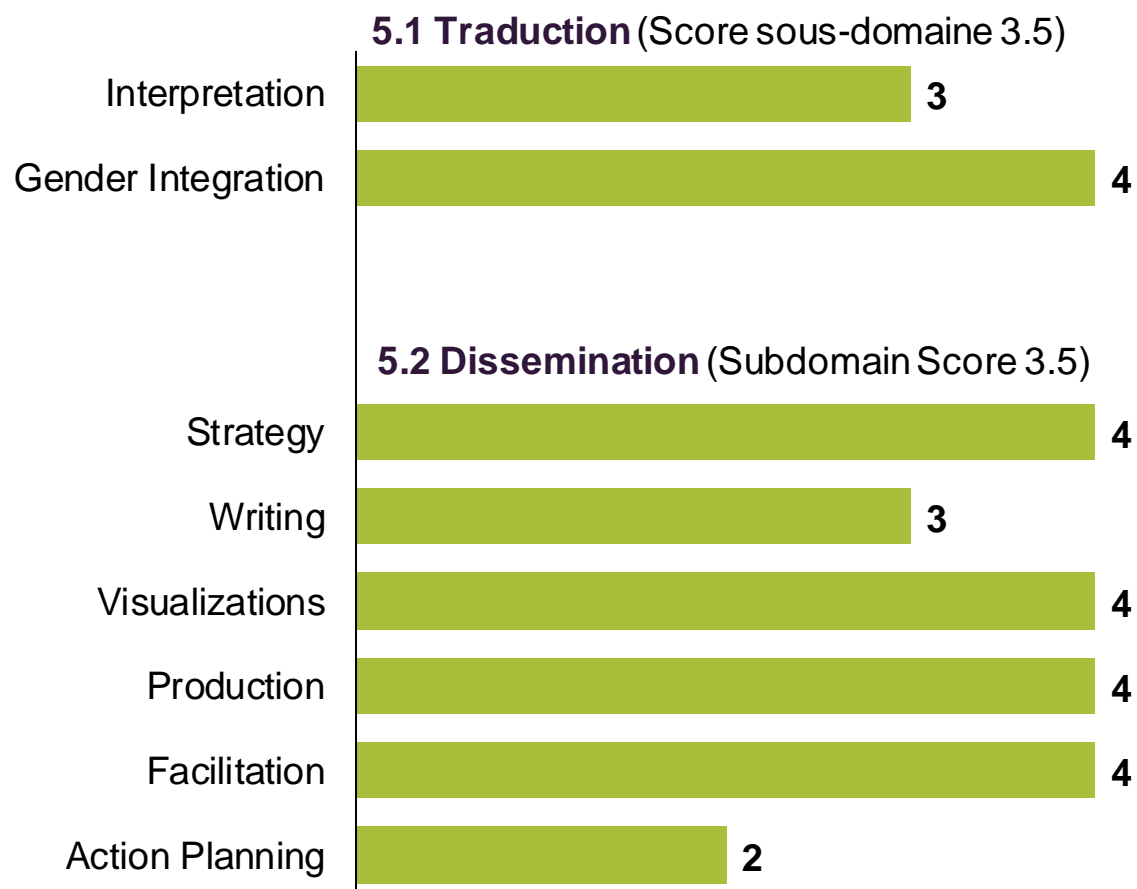 5.1 Traduction (Score sous-domaine 3.5)
Interpretation 3
Gender Integration 4
5.2 Dissemination (Subdomain Score 3.5)
Strategy 4
Writing 3
Visualizations 4
Production 4
Facilitation 4
Action Planning 2